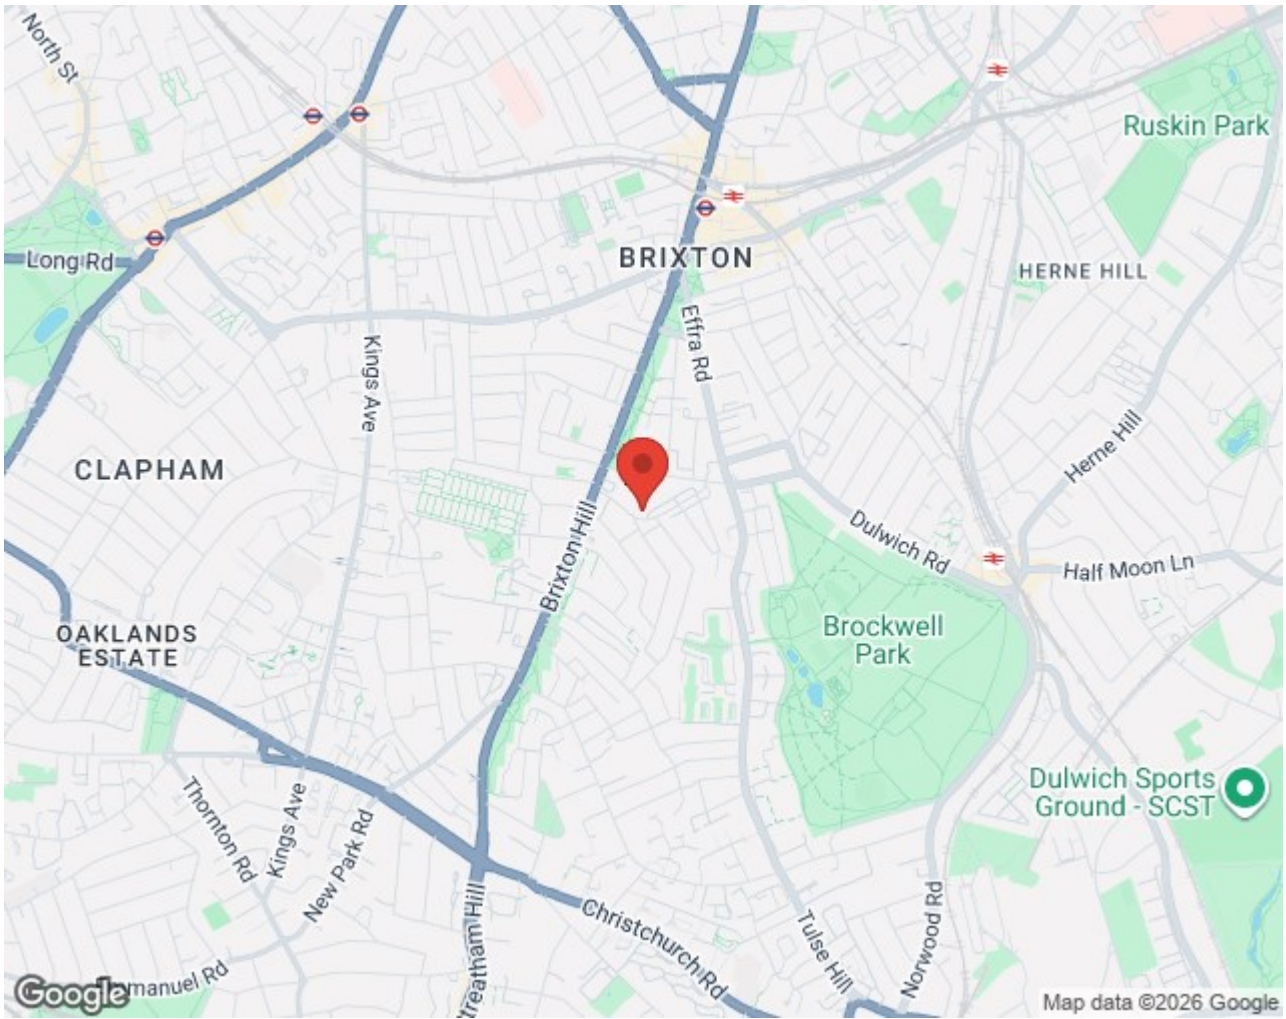 North St
Ruskin Park
Long Rd
BRIXTON
HERNE HILL
Effra Rd
Kings Ave
Herne Hill
CLAPHAM
Brixton Hill
Dulwich Rd
Half Moon Ln
OAKLANDS
ESTATE
Brockwell
Park
Dulwich Sports
Ground - SCST
Thornton Rd
Kings Ave
New Park Rd
Christchurch Rd
Streatham Hill
Tulse Hill
Norwood Rd
Emmanuel Rd
Google
Map data ©2026 Google